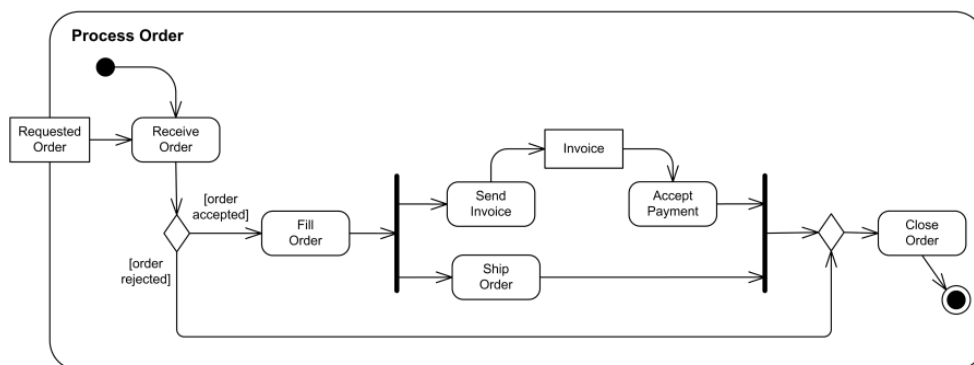 Process Order
Requested
Order
Receive
Order
[order
accepted]
[order
rejected]
Fill
Order
Send
Invoice
Invoice
Accept
Payment
Ship
Order
Close
Order